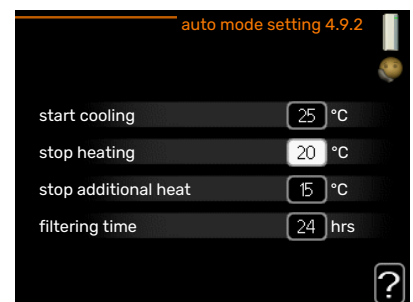 auto mode setting 4.9.2
start cooling 25 °C
stop heating 20 °C
stop additional heat 15 °C
filtering time 24 hrs
?